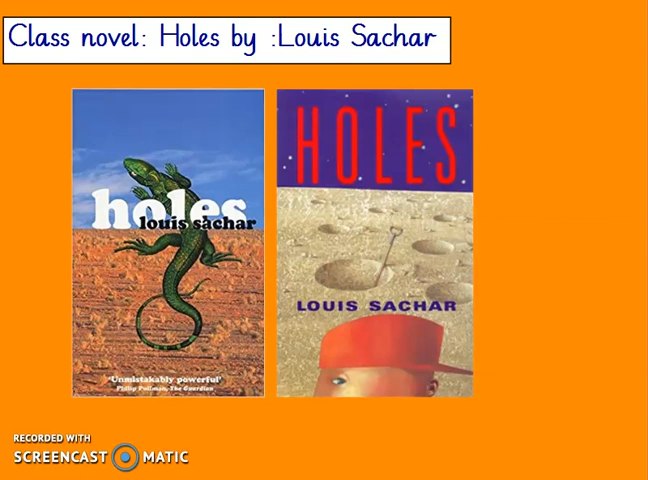 Class novel: Holes by :Louis Sachar
holes
louis sachar
'Unmistakably powerful'
Philip Pullman, The Guardian
HOLES
LOUIS SACHAR
RECORDED WITH
SCREENCAST MATIC